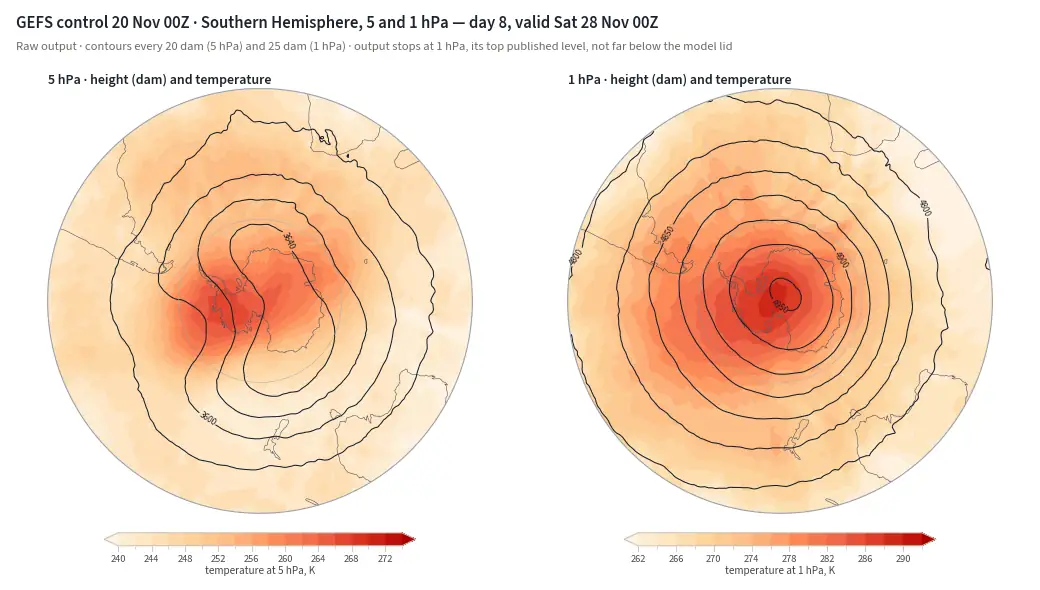 GEFS control 20 Nov 00Z · Southern Hemisphere, 5 and 1 hPa — day 8, valid Sat 28 Nov 00Z
Raw output · contours every 20 dam (5 hPa) and 25 dam (1 hPa) · output stops at 1 hPa, its top published level, not far below the model lid
5 hPa · height (dam) and temperature
1 hPa · height (dam) and temperature
3640
3600
4800
4850
4800
4900
4950
240 244 248 252 256 260 264 268 272
temperature at 5 hPa, K
262 266 270 274 278 282 286 290
temperature at 1 hPa, K